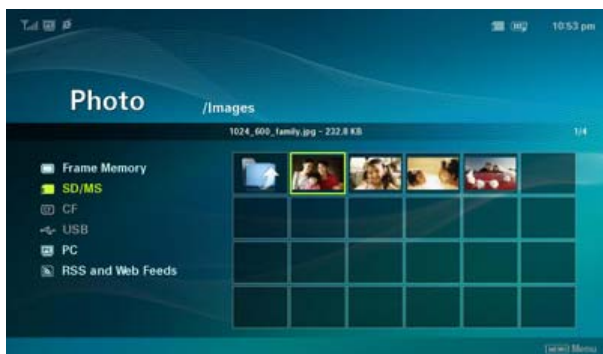 10:53 pm
Photo
/Images
1024_600_family.jpg - 232.8 KB
1/4
Frame Memory
SD/MS
CF
USB
PC
RSS and Web Feeds
Menu